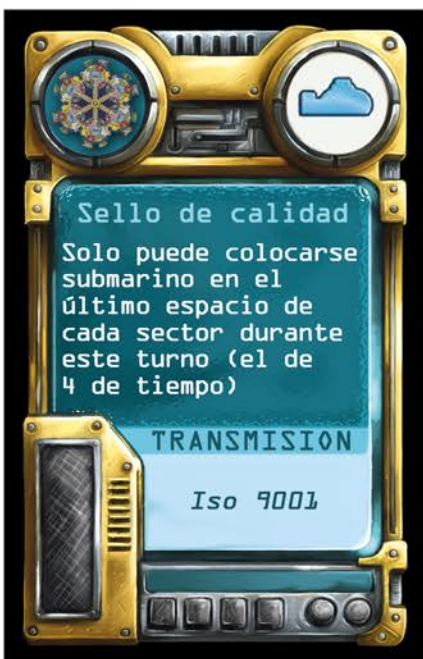 Sello de calidad
Solo puede colocarse
submarino en el
último espacio de
cada sector durante
este turno (el de
4 de tiempo)
TRANSMISION
Iso 9001